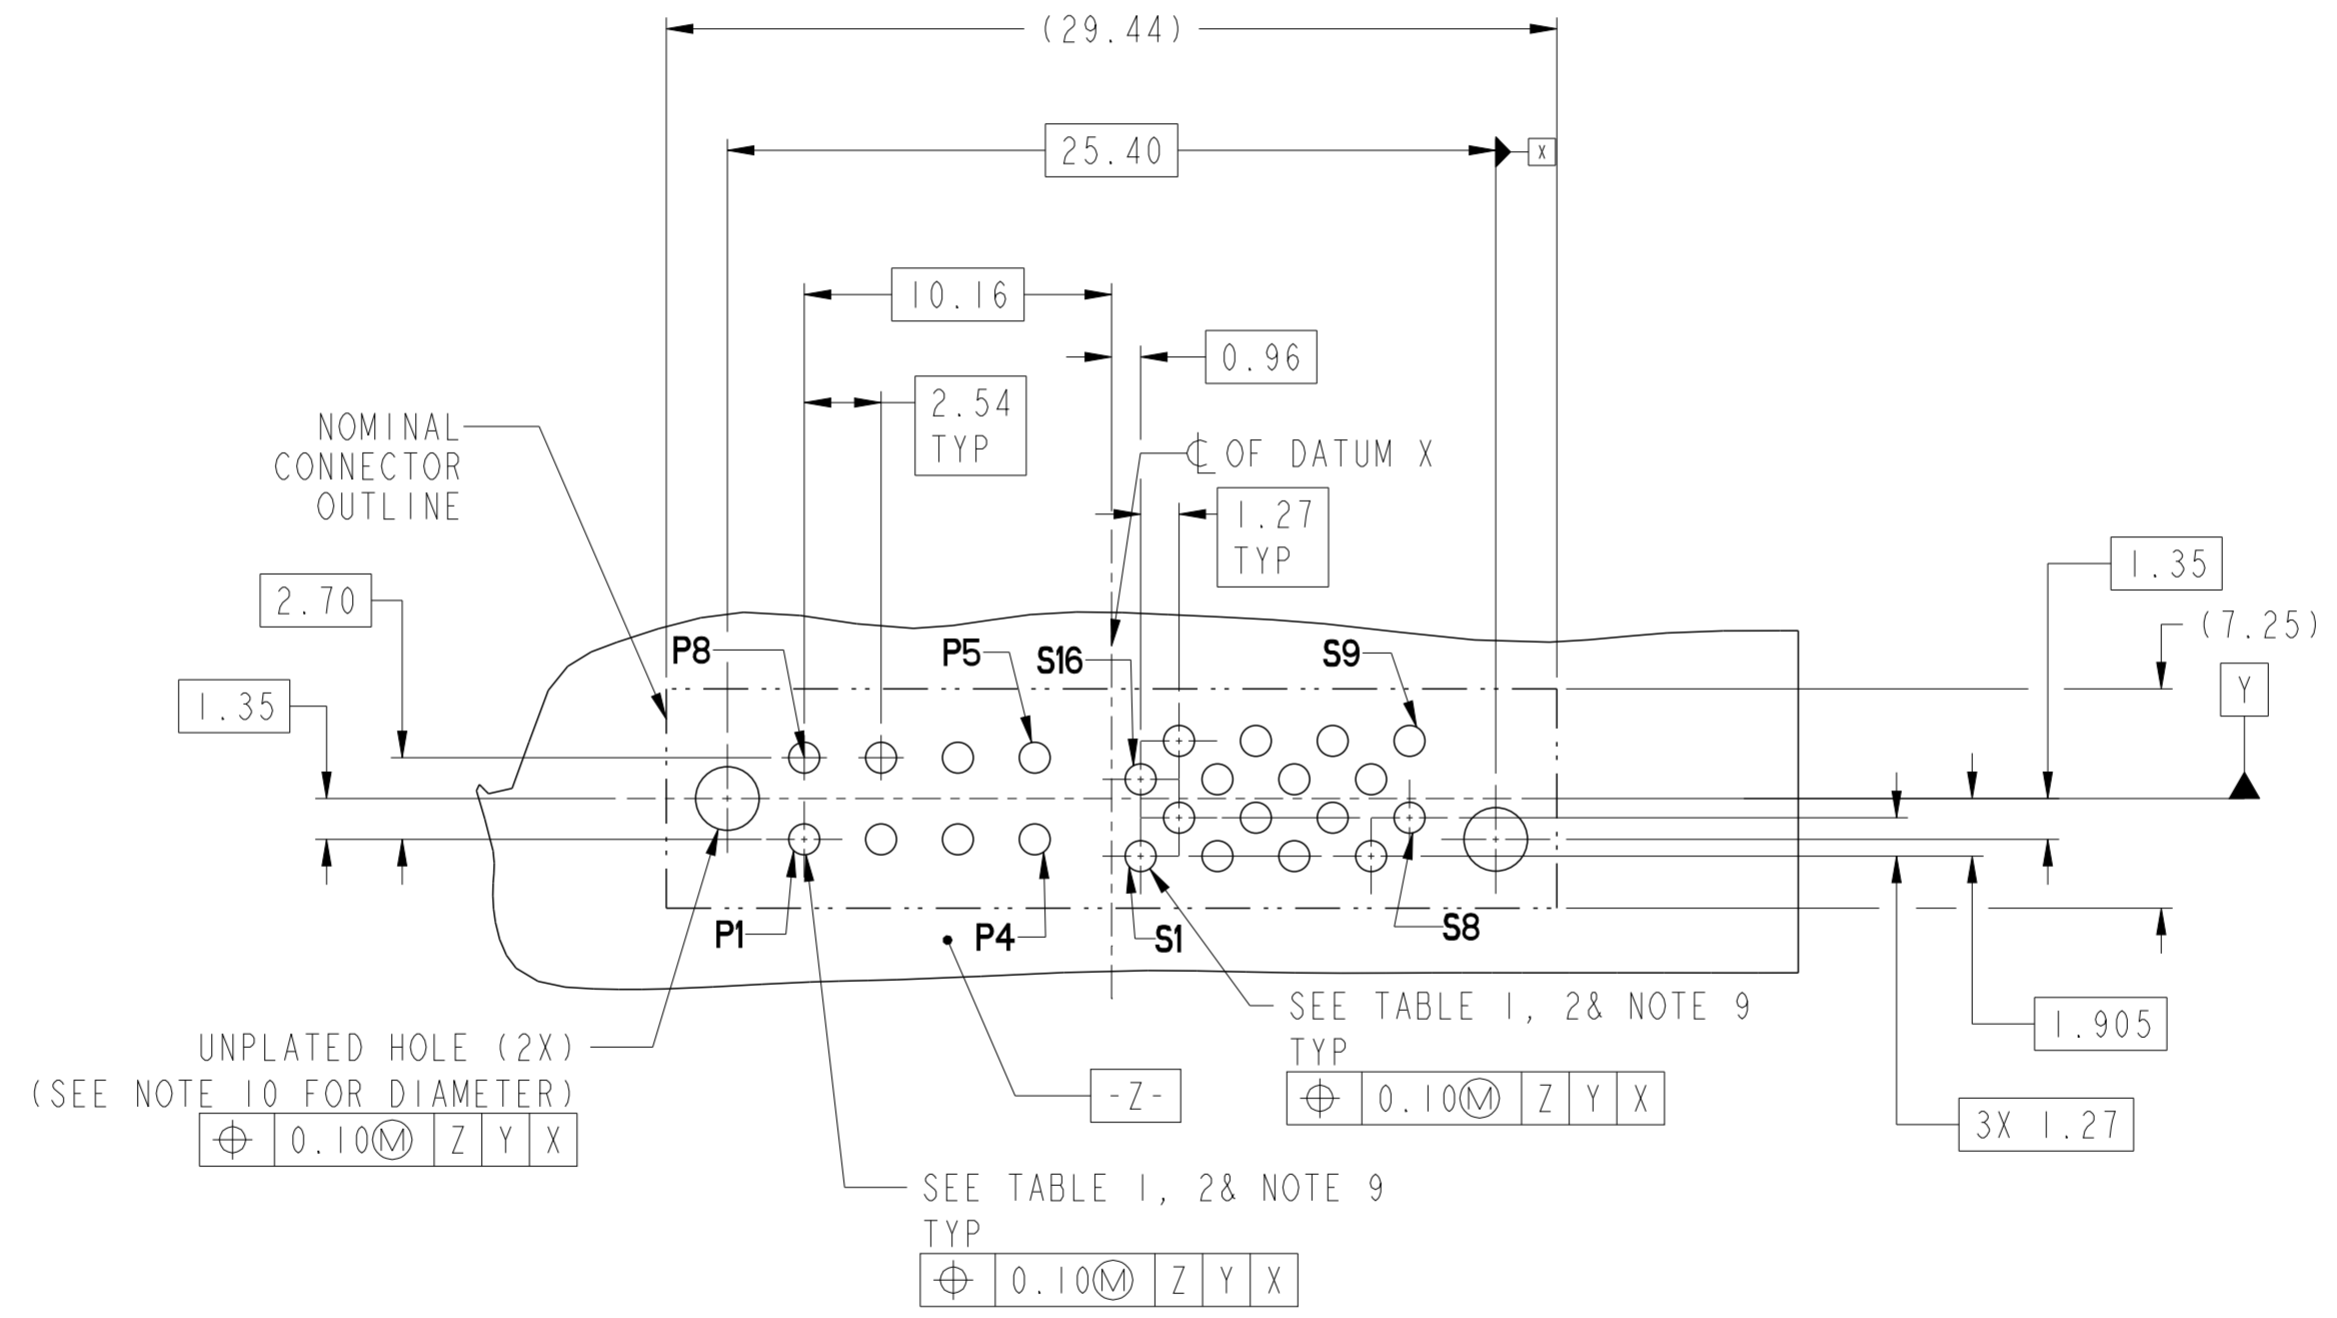 (29.44)
25.40
X
10.16
0.96
2.54
TYP
℄ OF DATUM X
NOMINAL
CONNECTOR
OUTLINE
1.27
TYP
1.35
2.70
(7.25)
P8
P5
S16
S9
Y
1.35
P1
P4
S1
S8
SEE TABLE 1, 2& NOTE 9
TYP
0.10Ⓜ Z Y X
1.905
UNPLATED HOLE (2X)
(SEE NOTE 10 FOR DIAMETER)
⌖ 0.10Ⓜ Z Y X
-Z-
3X 1.27
SEE TABLE 1, 2& NOTE 9
TYP
⌖ 0.10Ⓜ Z Y X